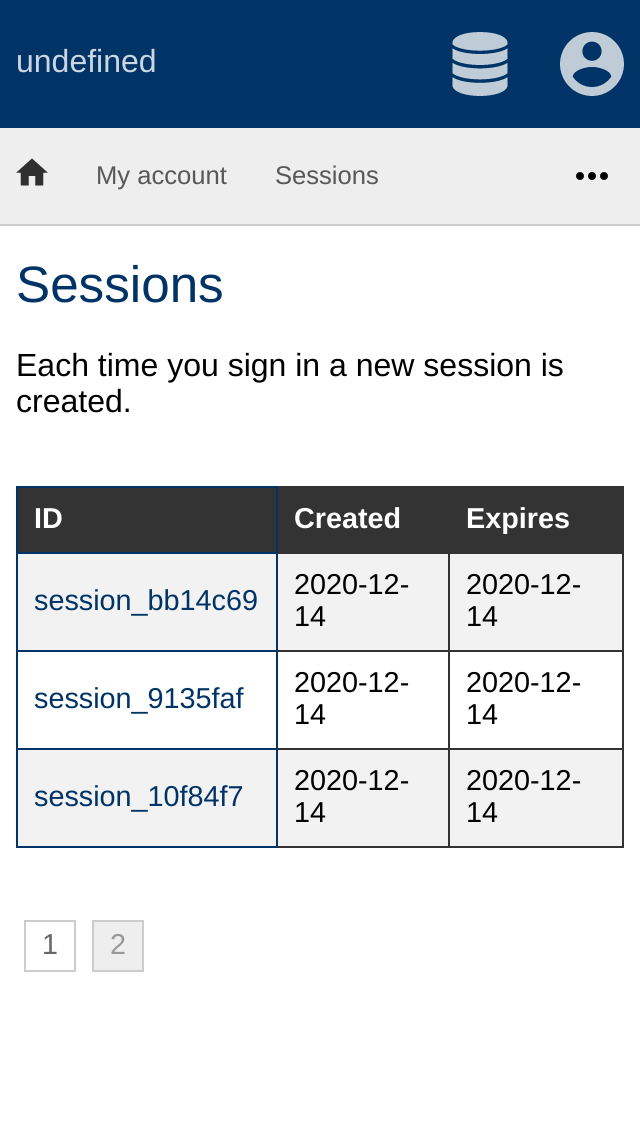 undefined
My account Sessions
Sessions
Each time you sign in a new session is
created.
ID Created Expires
session_bb14c69 2020-12-14 2020-12-14
session_9135faf 2020-12-14 2020-12-14
session_10f84f7 2020-12-14 2020-12-14
1 2